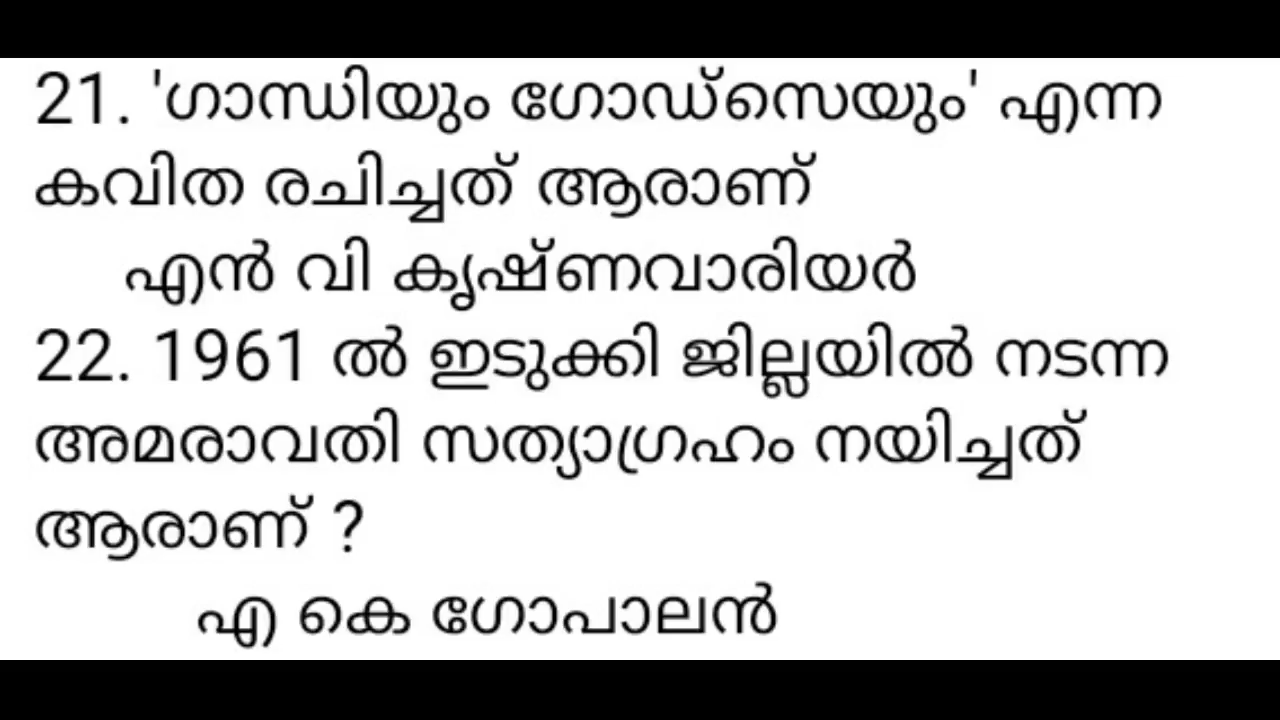 21. 'ഗാന്ധിയും ഗോഡ്സെയും' എന്ന
കവിത രചിച്ചത് ആരാണ്
എൻ വി കൃഷ്ണവാരിയർ
22. 1961 ൽ ഇടുക്കി ജില്ലയിൽ നടന്ന
അമരാവതി സത്യാഗ്രഹം നയിച്ചത്
ആരാണ് ?
എ കെ ഗോപാലൻ